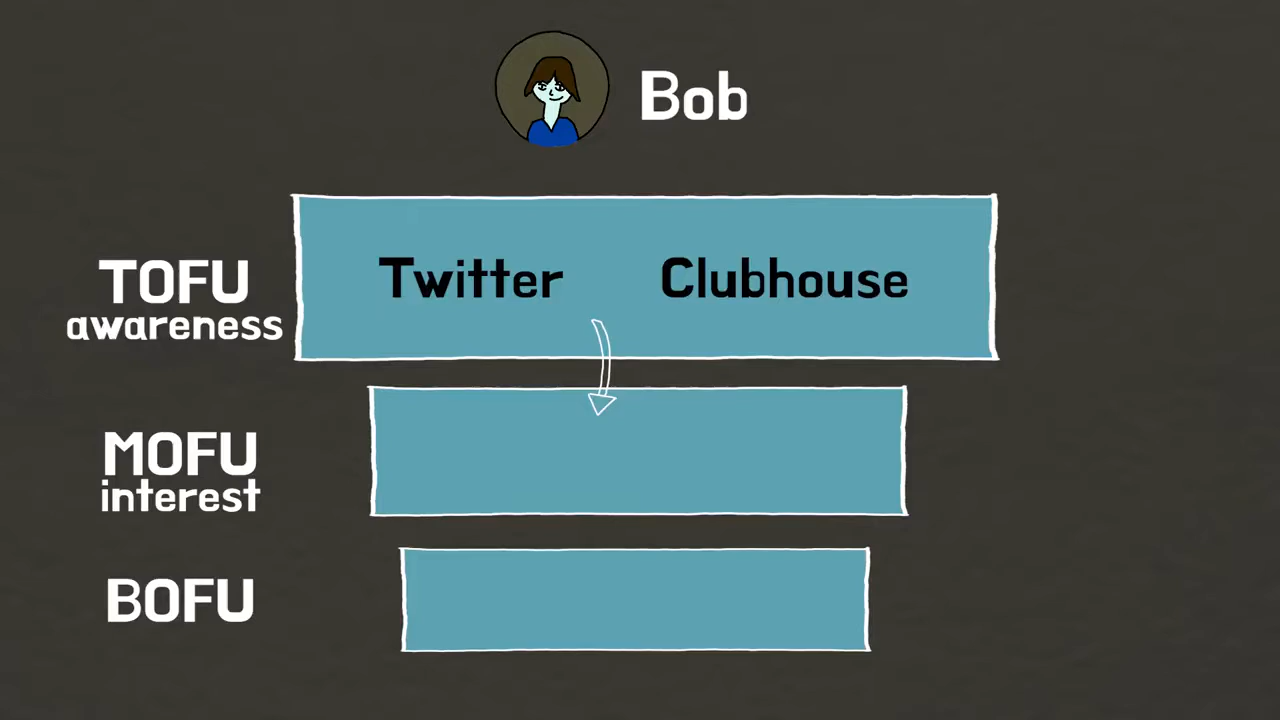 Bob
Twitter Clubhouse
TOFU
awareness
MOFU
interest
BOFU